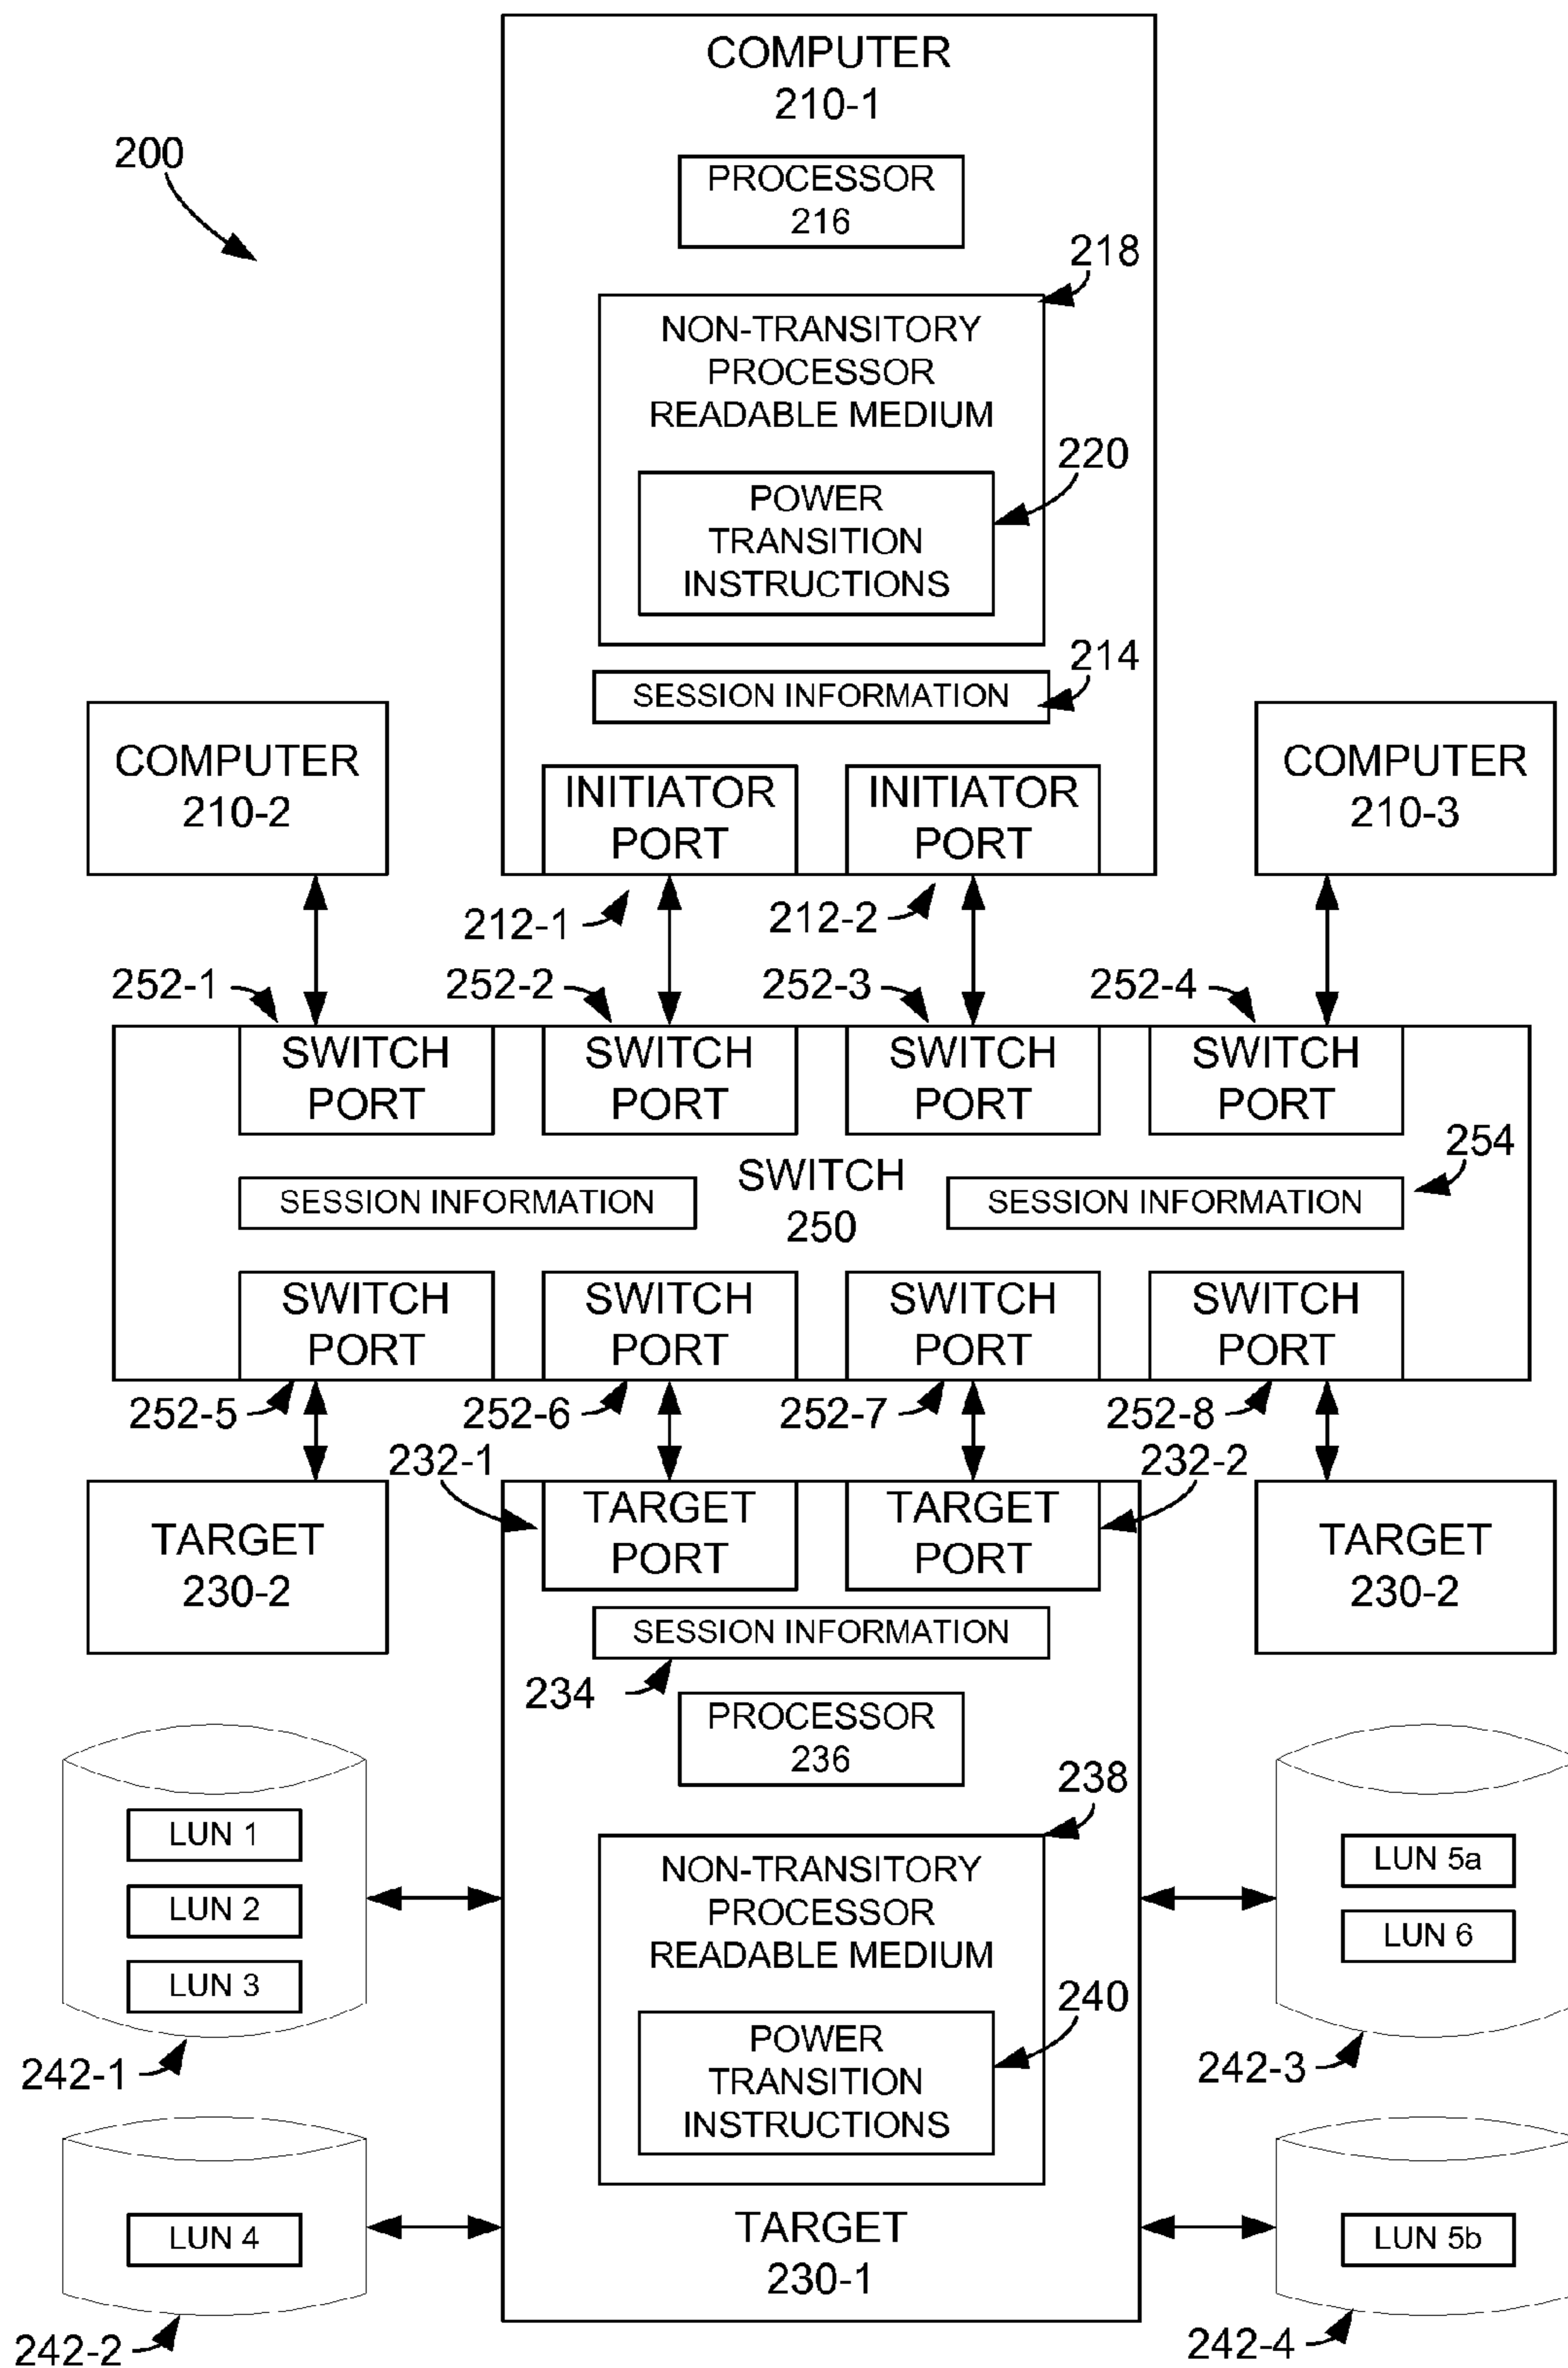 COMPUTER
210-1
200
PROCESSOR
216
218
NON-TRANSITORY
PROCESSOR
READABLE MEDIUM
220
POWER
TRANSITION
INSTRUCTIONS
214
SESSION INFORMATION
COMPUTER
210-2
COMPUTER
210-3
INITIATOR
PORT
INITIATOR
PORT
212-1
212-2
252-1
252-2
252-3
252-4
SWITCH
PORT
SWITCH
PORT
SWITCH
PORT
SWITCH
PORT
254
SESSION INFORMATION
SWITCH
250
SESSION INFORMATION
SWITCH
PORT
SWITCH
PORT
SWITCH
PORT
SWITCH
PORT
252-5
252-6
252-7
252-8
232-1
232-2
TARGET
230-2
TARGET
PORT
TARGET
PORT
TARGET
230-2
SESSION INFORMATION
234
PROCESSOR
236
238
LUN 1
LUN 2
LUN 3
242-1
NON-TRANSITORY
PROCESSOR
READABLE MEDIUM
240
POWER
TRANSITION
INSTRUCTIONS
LUN 5a
LUN 6
242-3
LUN 4
242-2
TARGET
230-1
LUN 5b
242-4